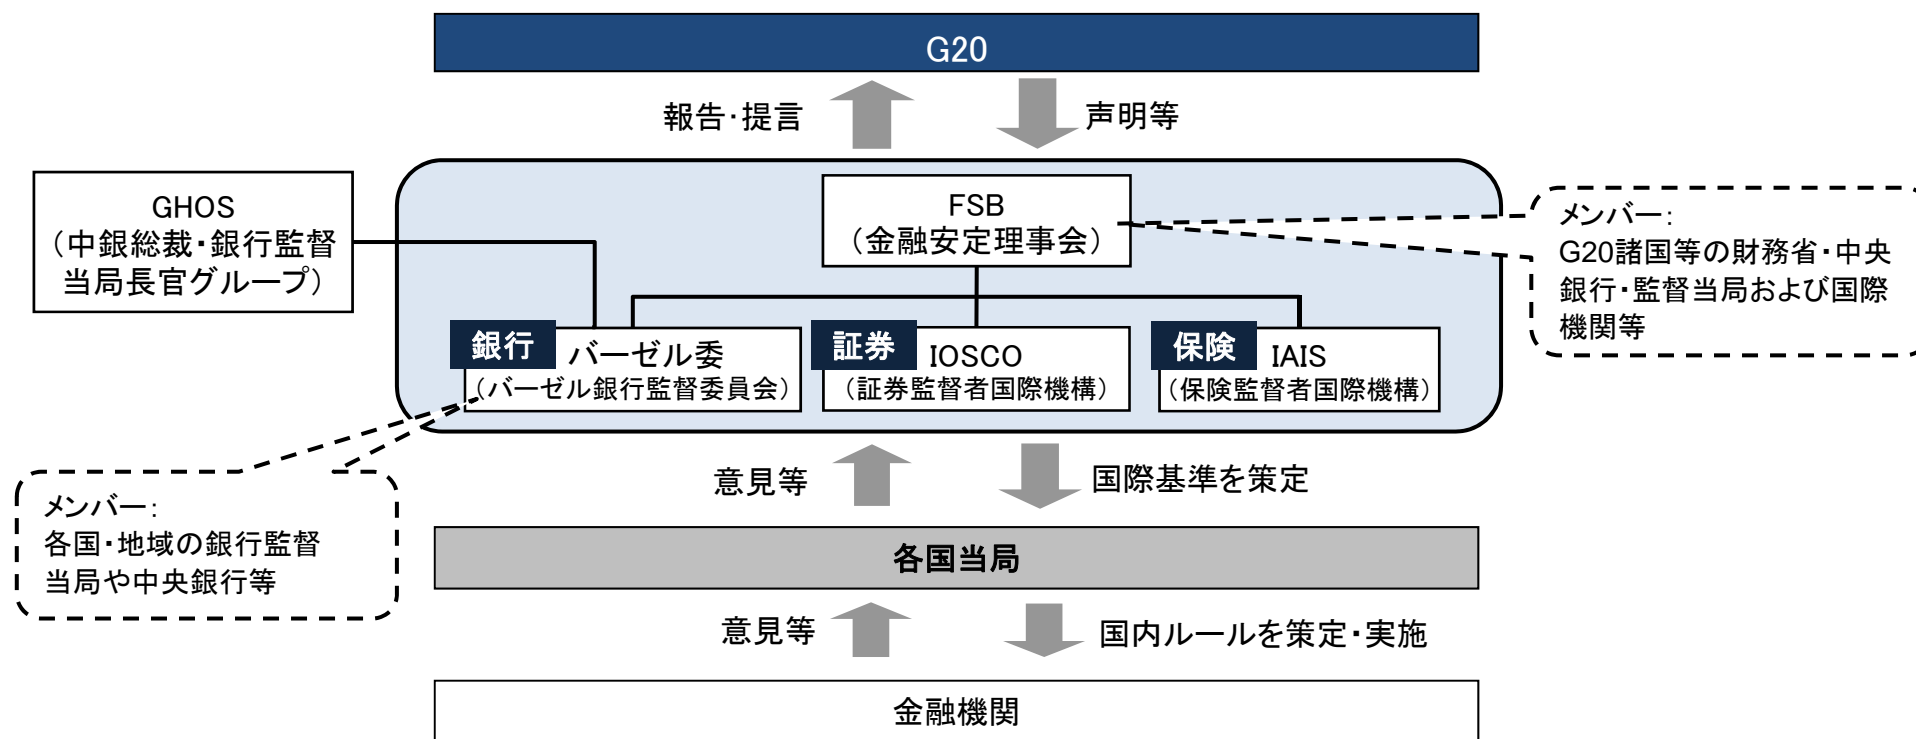 G20
報告・提言
声明等
GHOS
（中銀総裁・銀行監督
当局長官グループ）
FSB
（金融安定理事会）
メンバー：
G20諸国等の財務省・中央
銀行・監督当局および国際
機関等
銀行
バーゼル委
（バーゼル銀行監督委員会）
証券
IOSCO
（証券監督者国際機構）
保険
IAIS
（保険監督者国際機構）
メンバー：
各国・地域の銀行監督
当局や中央銀行等
意見等
国際基準を策定
各国当局
意見等
国内ルールを策定・実施
金融機関